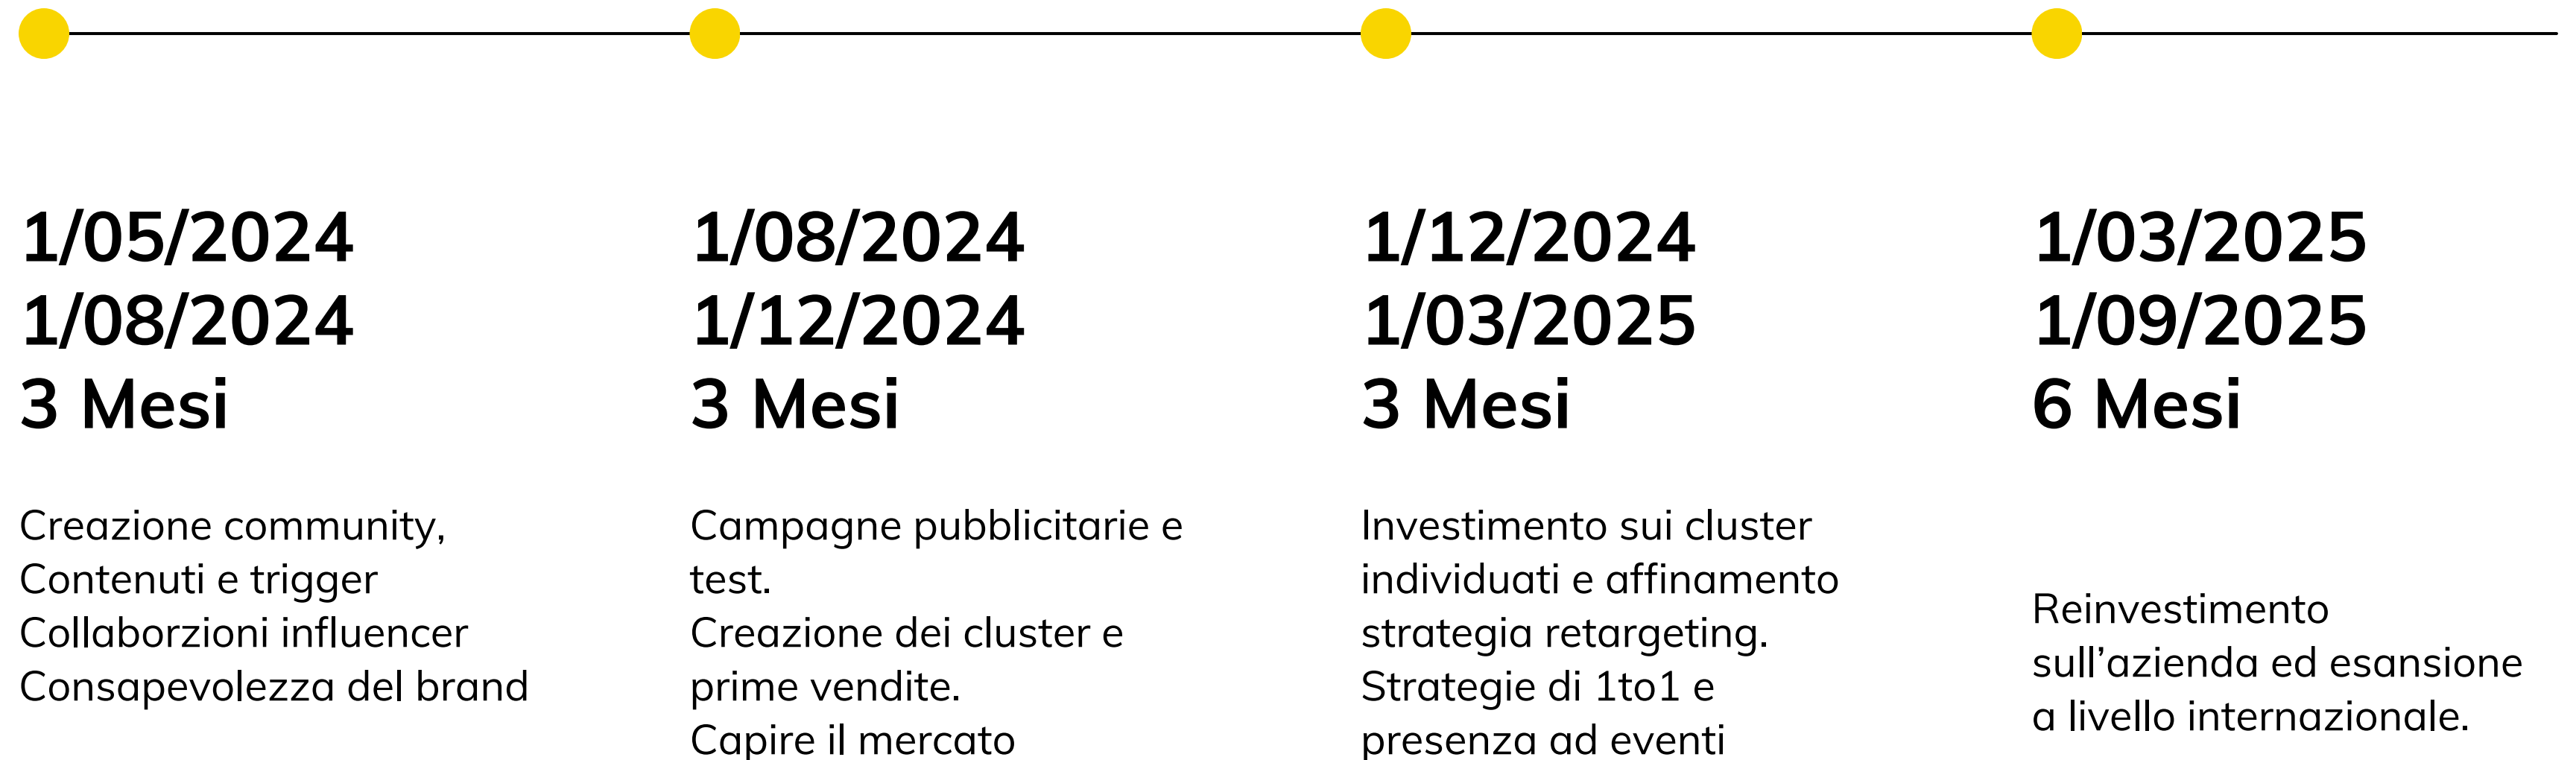 1/05/2024
1/08/2024
3 Mesi
Creazione community,
Contenuti e trigger
Collaborzioni influencer
Consapevolezza del brand
1/08/2024
1/12/2024
3 Mesi
Campagne pubblicitarie e
test.
Creazione dei cluster e
prime vendite.
Capire il mercato
1/12/2024
1/03/2025
3 Mesi
Investimento sui cluster
individuati e affinamento
strategia retargeting.
Strategie di 1to1 e
presenza ad eventi
1/03/2025
1/09/2025
6 Mesi
Reinvestimento
sull’azienda ed esansione
a livello internazionale.